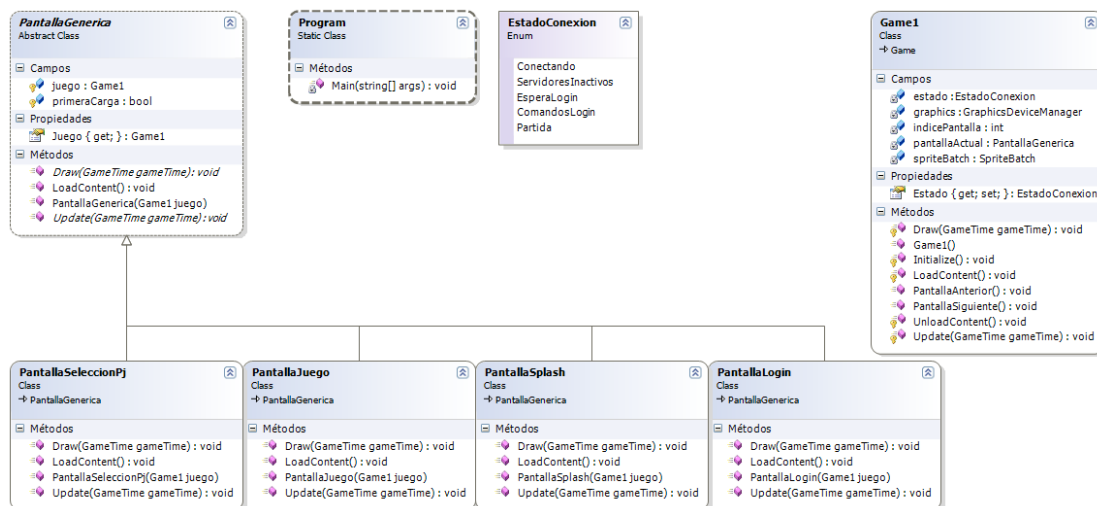 PantallaGenerica
Abstract Class
Campos
juego : Game1
primeraCarga : bool
Propiedades
Juego { get; } : Game1
Métodos
Draw(GameTime gameTime) : void
LoadContent() : void
PantallaGenerica(Game1 juego)
Update(GameTime gameTime) : void
Program
Static Class
Métodos
Main(string[] args) : void
EstadoConexion
Enum
Conectando
ServidoresInactivos
EsperaLogin
ComandosLogin
Partida
Game1
Class
Game
Campos
estado :EstadoConexion
graphics : GraphicsDeviceManager
indicePantalla : int
pantallaActual : PantallaGenerica
spriteBatch : SpriteBatch
Propiedades
Estado { get; set; } : EstadoConexion
Métodos
Draw(GameTime gameTime) : void
Game1()
Initialize() : void
LoadContent() : void
PantallaAnterior() : void
PantallaSiguiente() : void
UnloadContent() : void
Update(GameTime gameTime) : void
PantallaSeleccionPj
Class
PantallaGenerica
Métodos
Draw(GameTime gameTime) : void
LoadContent() : void
PantallaSeleccionPj(Game1 juego)
Update(GameTime gameTime) : void
PantallaJuego
Class
PantallaGenerica
Métodos
Draw(GameTime gameTime) : void
LoadContent() : void
PantallaJuego(Game1 juego)
Update(GameTime gameTime) : void
PantallaSplash
Class
PantallaGenerica
Métodos
Draw(GameTime gameTime) : void
LoadContent() : void
PantallaSplash(Game1 juego)
Update(GameTime gameTime) : void
PantallaLogin
Class
PantallaGenerica
Métodos
Draw(GameTime gameTime) : void
LoadContent() : void
PantallaLogin(Game1 juego)
Update(GameTime gameTime) : void